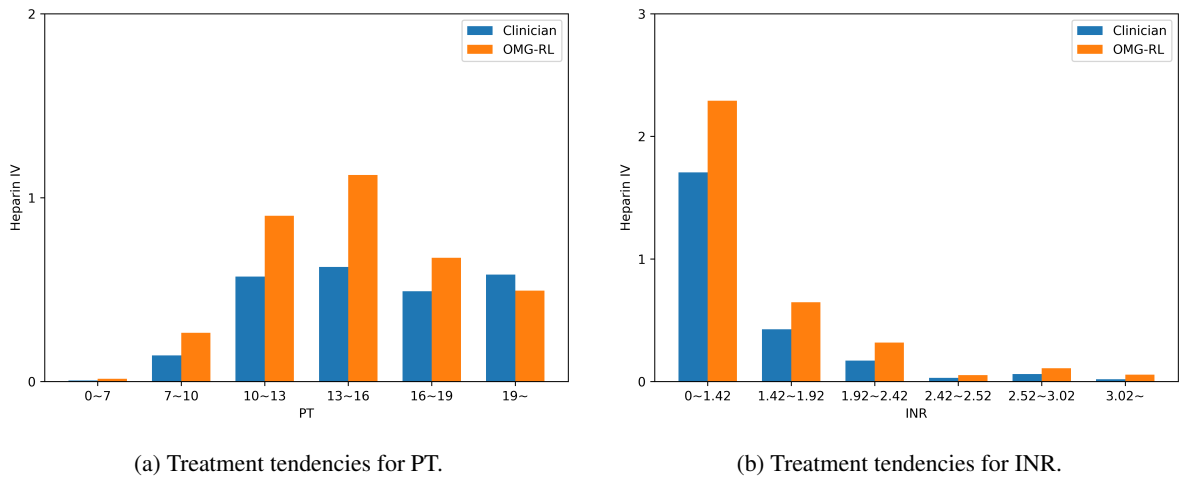 2
1
0
Heparin IV
Clinician
OMG-RL
0~7 7~10 10~13 13~16 16~19 19~
PT
(a) Treatment tendencies for PT.
3
2
1
0
Heparin IV
Clinician
OMG-RL
0~1.42 1.42~1.92 1.92~2.42 2.42~2.52 2.52~3.02 3.02~
INR
(b) Treatment tendencies for INR.